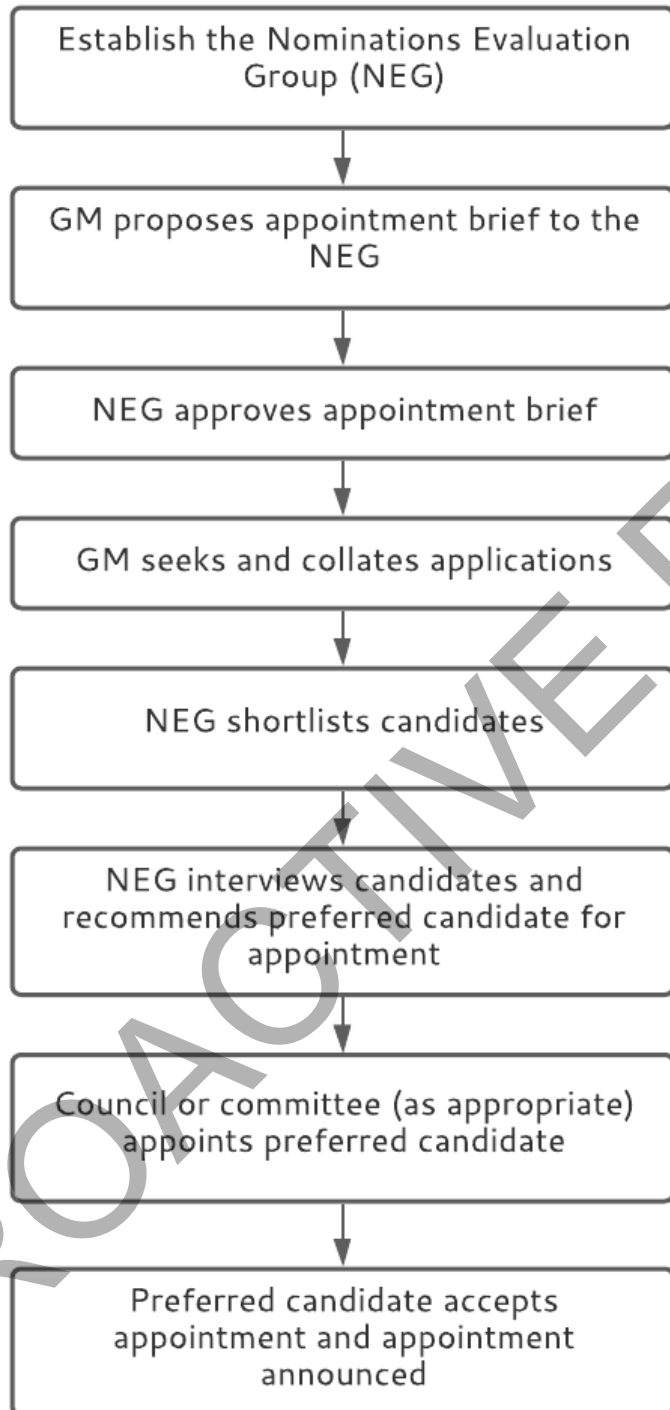 Establish the Nominations Evaluation
Group (NEG)
GM proposes appointment brief to the
NEG
NEG approves appointment brief
GM seeks and collates applications
NEG shortlists candidates
NEG interviews candidates and
recommends preferred candidate for
appointment
Council or committee (as appropriate)
appoints preferred candidate
Preferred candidate accepts
appointment and appointment
announced
ROACTIVE